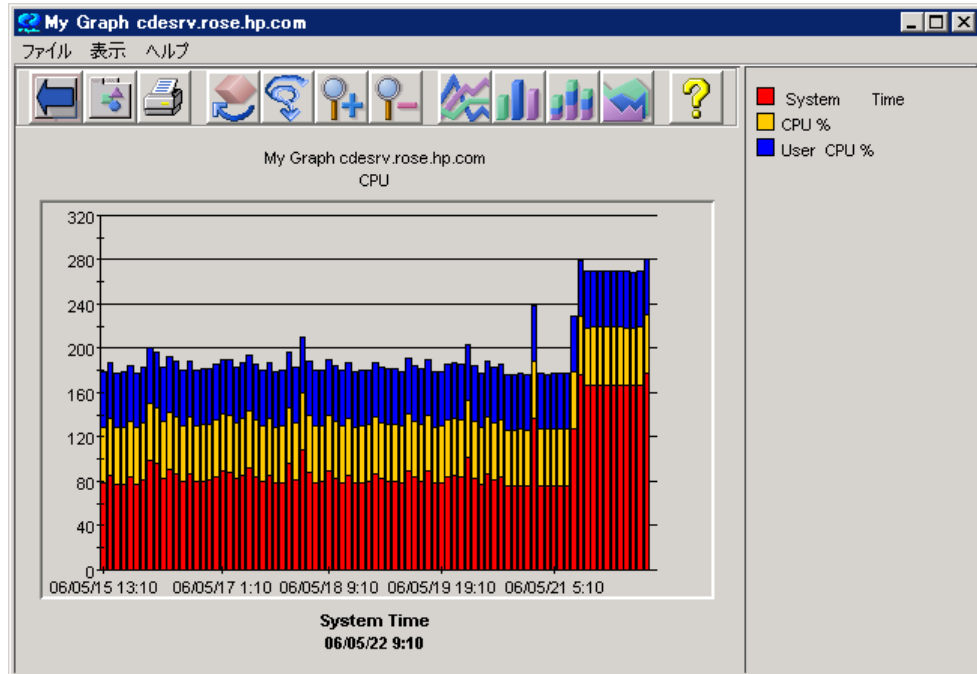 My Graph cdesrv.rose.hp.com
ファイル 表示 ヘルプ
My Graph cdesrv.rose.hp.com
CPU
320
280
240
200
160
120
80
40
0
06/05/15 13:10 06/05/17 1:10 06/05/18 9:10 06/05/19 19:10 06/05/21 5:10
System Time
06/05/22 9:10
System Time
CPU %
User CPU %